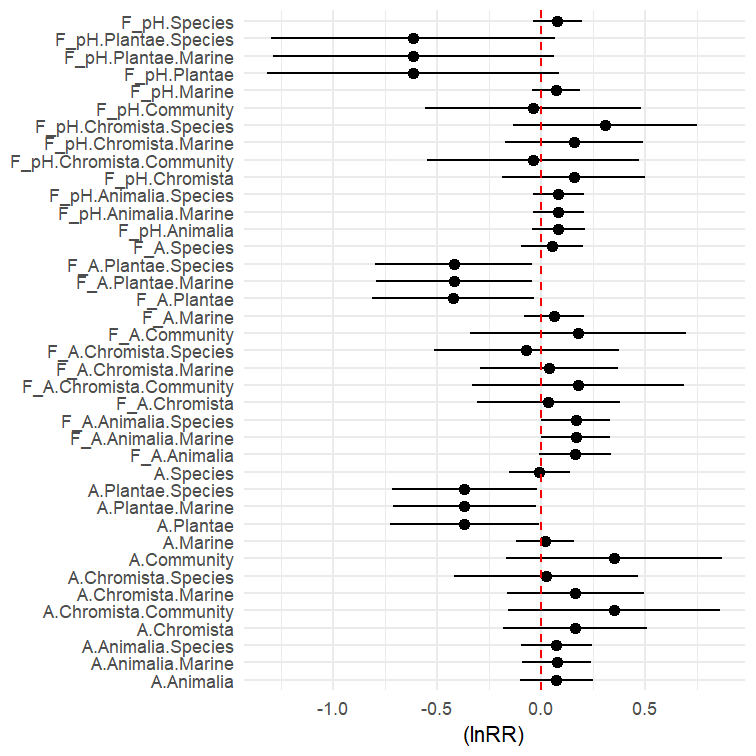 F_pH.Species
F_pH.Plantae.Species
F_pH.Plantae.Marine
F_pH.Plantae
F_pH.Marine
F_pH.Community
F_pH.Chromista.Species
F_pH.Chromista.Marine
F_pH.Chromista.Community
F_pH.Chromista
F_pH.Animalia.Species
F_pH.Animalia.Marine
F_pH.Animalia
F_A.Species
F_A.Plantae.Species
F_A.Plantae.Marine
F_A.Plantae
F_A.Marine
F_A.Community
F_A.Chromista.Species
F_A.Chromista.Marine
F_A.Chromista.Community
F_A.Chromista
F_A.Animalia.Species
F_A.Animalia.Marine
F_A.Animalia
A.Species
A.Plantae.Species
A.Plantae.Marine
A.Plantae
A.Marine
A.Community
A.Chromista.Species
A.Chromista.Marine
A.Chromista.Community
A.Chromista
A.Animalia.Species
A.Animalia.Marine
A.Animalia
-1.0 -0.5 0.0 0.5
(lnRR)